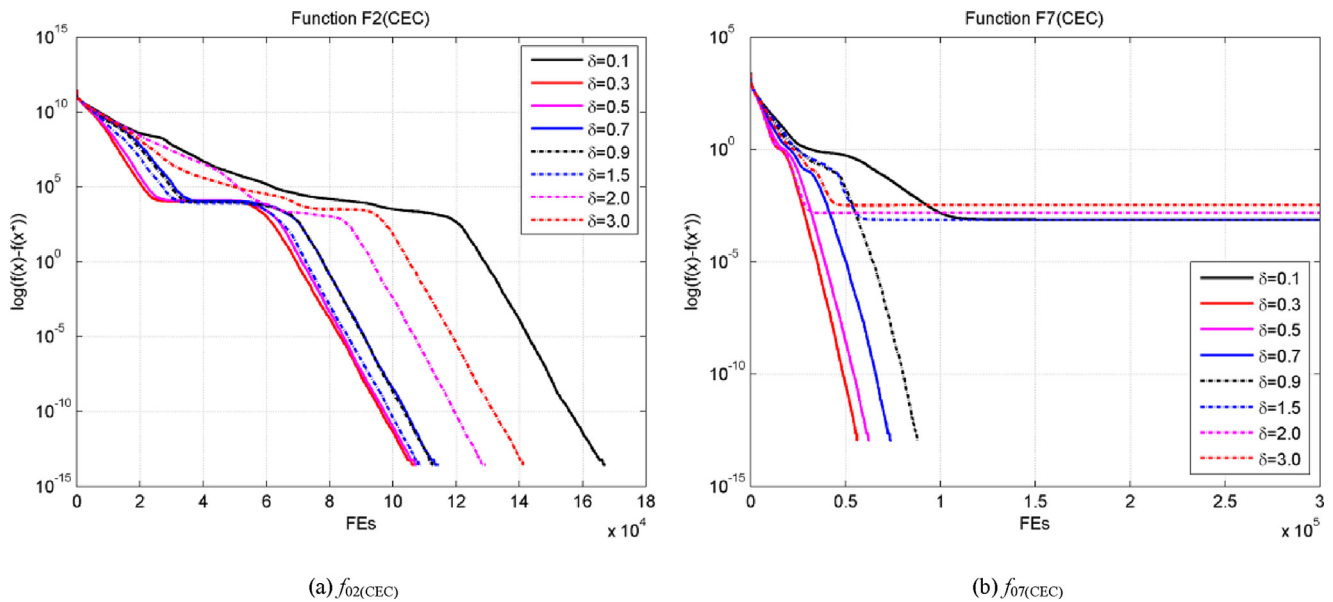 Function F2(CEC)
log(f(x)-f(x*))
10^15
10^10
10^5
10^0
10^-5
10^-10
10^-15
δ=0.1
δ=0.3
δ=0.5
δ=0.7
δ=0.9
δ=1.5
δ=2.0
δ=3.0
0 2 4 6 8 10 12 14 16 18
FEs
x 10^4
(a) f02(CEC)
Function F7(CEC)
log(f(x)-f(x*))
10^5
10^0
10^-5
10^-10
10^-15
δ=0.1
δ=0.3
δ=0.5
δ=0.7
δ=0.9
δ=1.5
δ=2.0
δ=3.0
0 0.5 1 1.5 2 2.5 3
FEs
x 10^5
(b) f07(CEC)